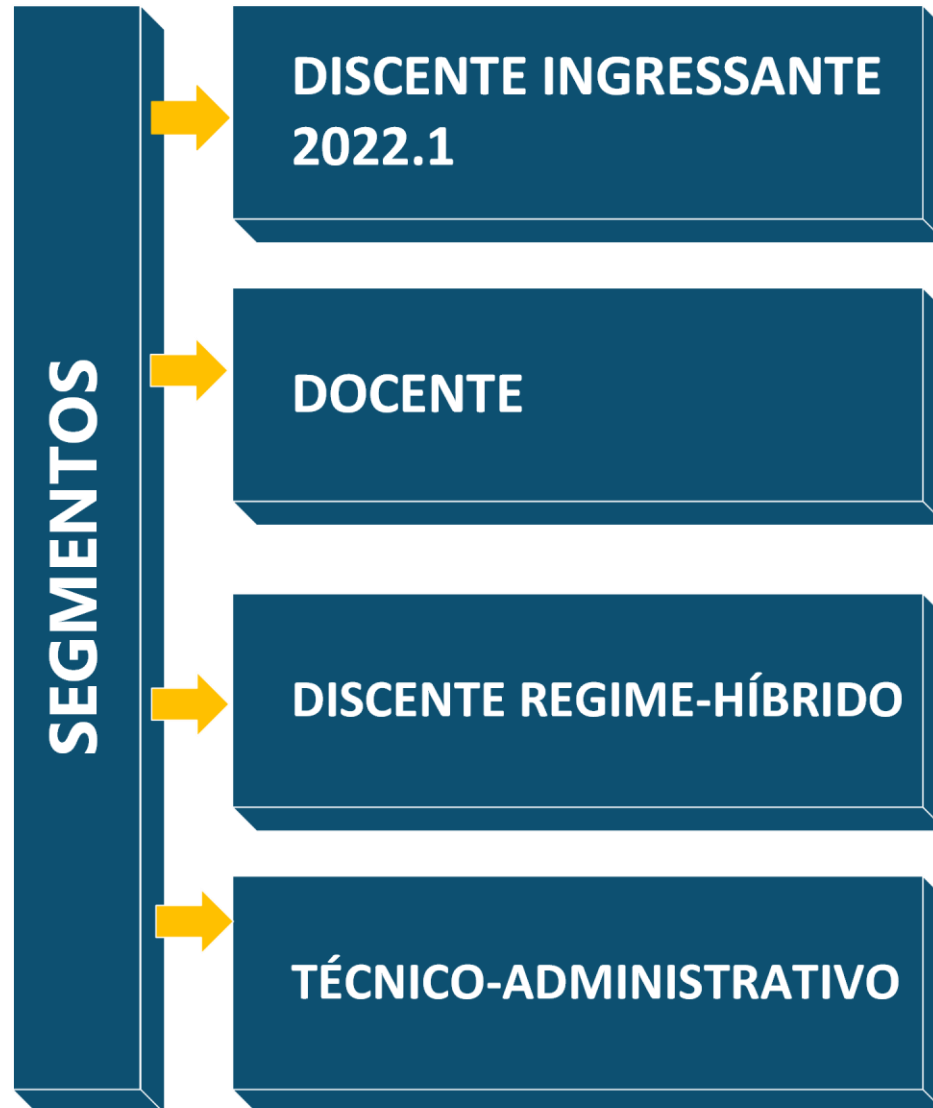 SEGMENTOS
DISCENTE INGRESSANTE
2022.1
DOCENTE
DISCENTE REGIME-HÍBRIDO
TÉCNICO-ADMINISTRATIVO